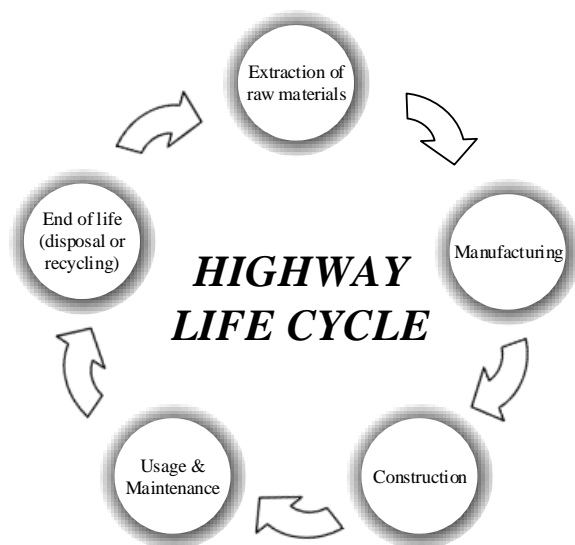 Extraction of
raw materials
Manufacturing
Construction
Usage &
Maintenance
End of life
(disposal or
recycling)
HIGHWAY
LIFE CYCLE